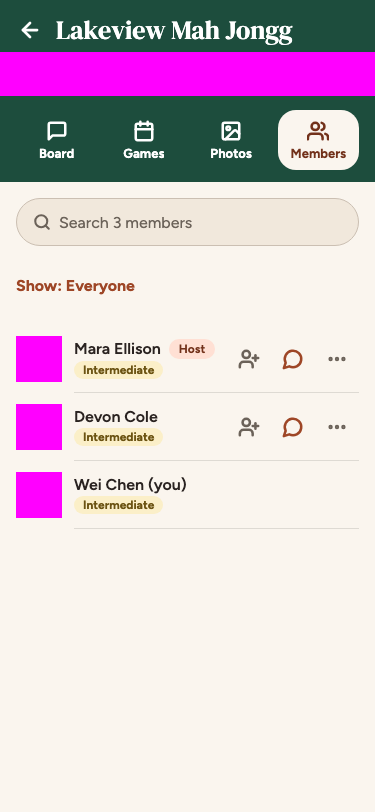 Lakeview Mah Jongg
Board Games Photos Members
Search 3 members
Show: Everyone
Mara Ellison Host
Intermediate
Devon Cole
Intermediate
Wei Chen (you)
Intermediate